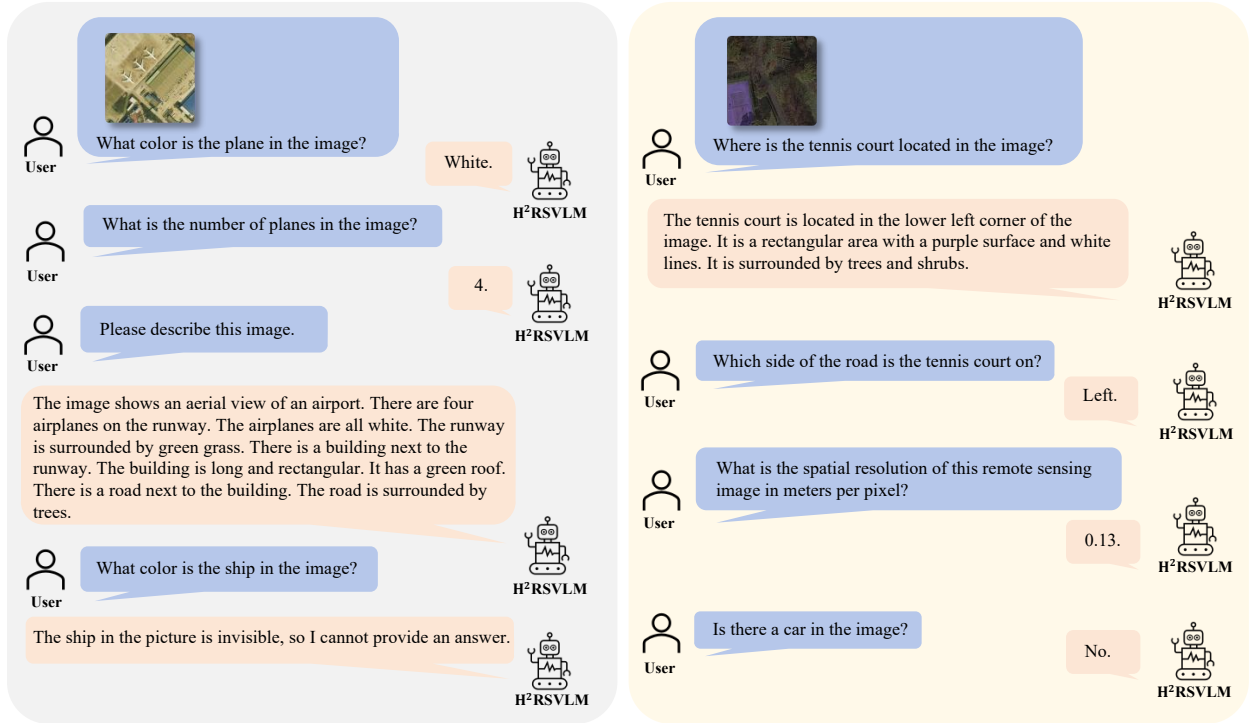 What color is the plane in the image?
User
White.
H²RSVLM
What is the number of planes in the image?
User
4.
H²RSVLM
Please describe this image.
User
The image shows an aerial view of an airport. There are four
airplanes on the runway. The airplanes are all white. The runway
is surrounded by green grass. There is a building next to the
runway. The building is long and rectangular. It has a green roof.
There is a road next to the building. The road is surrounded by
trees.
H²RSVLM
What color is the ship in the image?
User
The ship in the picture is invisible, so I cannot provide an answer.
H²RSVLM
Where is the tennis court located in the image?
User
The tennis court is located in the lower left corner of the
image. It is a rectangular area with a purple surface and white
lines. It is surrounded by trees and shrubs.
H²RSVLM
Which side of the road is the tennis court on?
User
Left.
H²RSVLM
What is the spatial resolution of this remote sensing
image in meters per pixel?
User
0.13.
H²RSVLM
Is there a car in the image?
User
No.
H²RSVLM